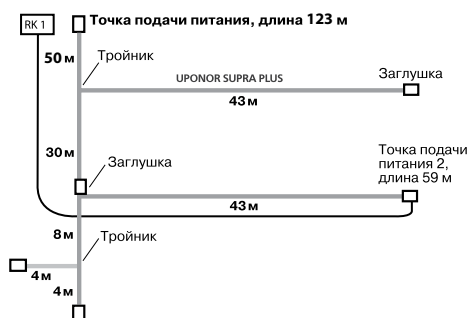 RK 1
Точка подачи питания, длина 123 м
50 м
Тройник
UPONOR SUPRA PLUS
Заглушка
43 м
30 м
Заглушка
Точка подачи
питания 2,
длина 59 м
43 м
8 м
Тройник
4 м
4 м